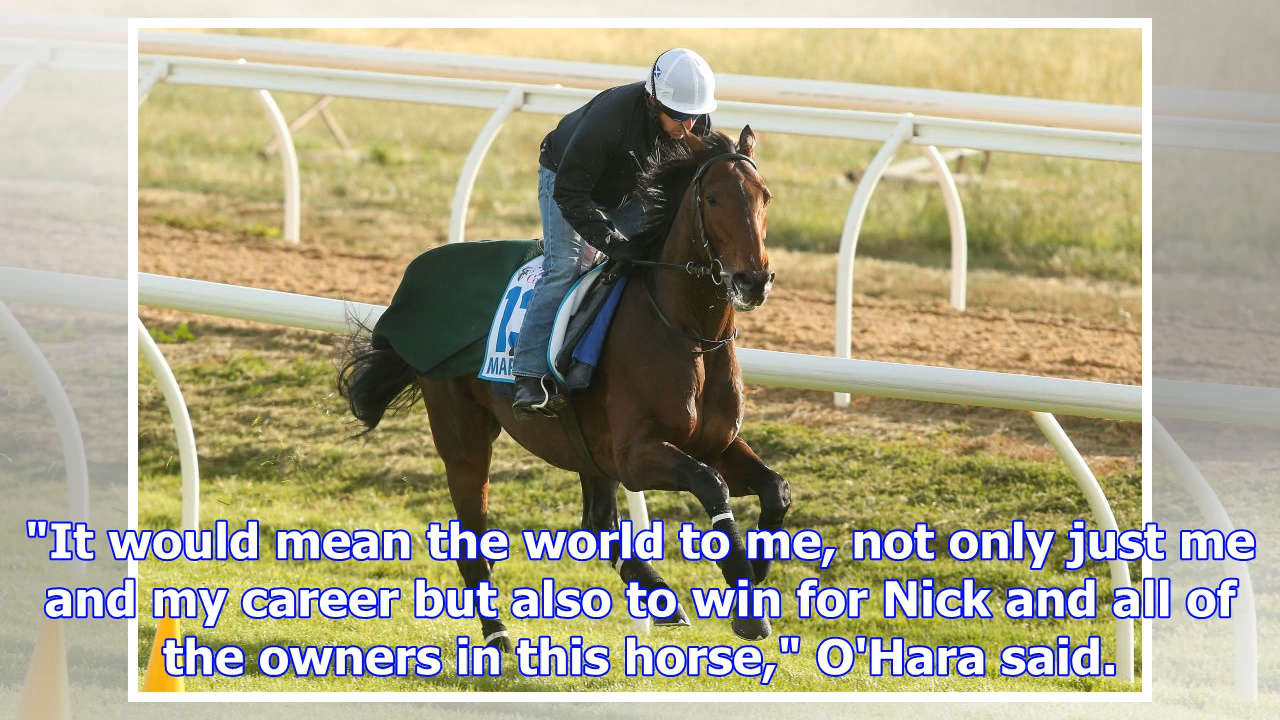 "It would mean the world to me, not only just me
and my career but also to win for Nick and all of
the owners in this horse," O'Hara said.